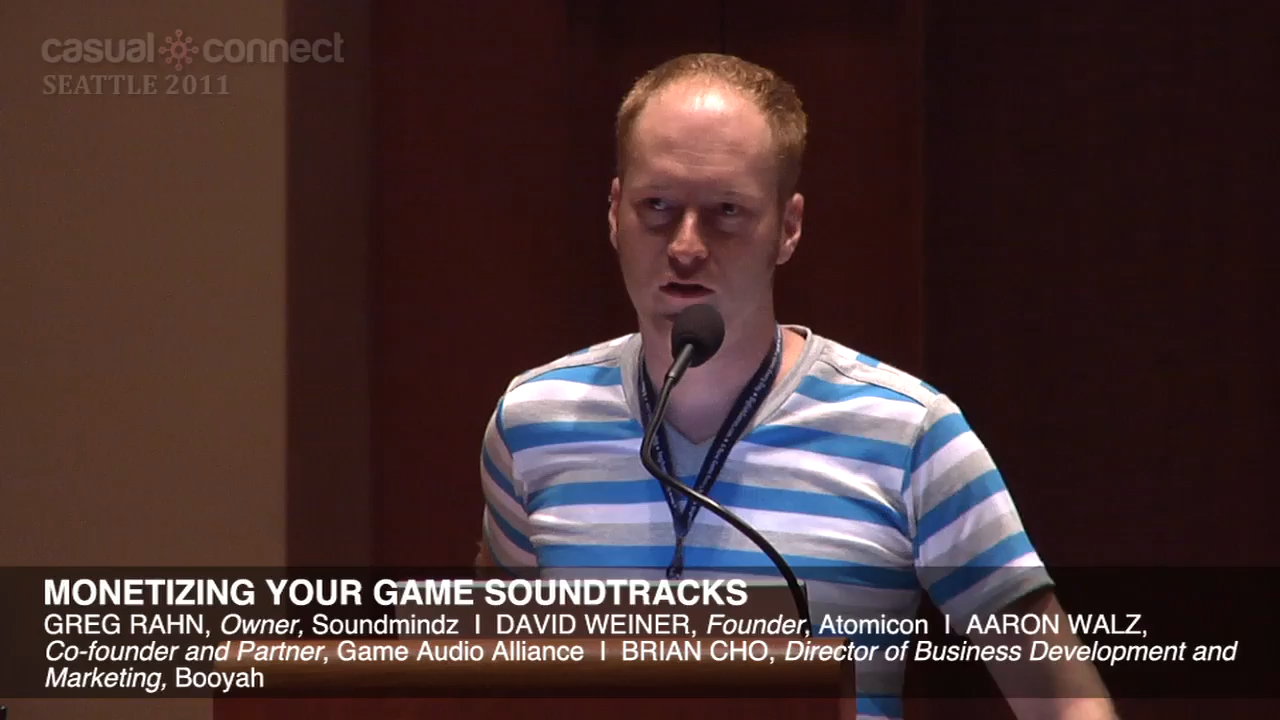 casual connect
SEATTLE 2011
MONETIZING YOUR GAME SOUNDTRACKS
GREG RAHN, Owner, Soundmindz I DAVID WEINER, Founder, Atomicon I AARON WALZ,
Co-founder and Partner, Game Audio Alliance I BRIAN CHO, Director of Business Development and
Marketing, Booyah